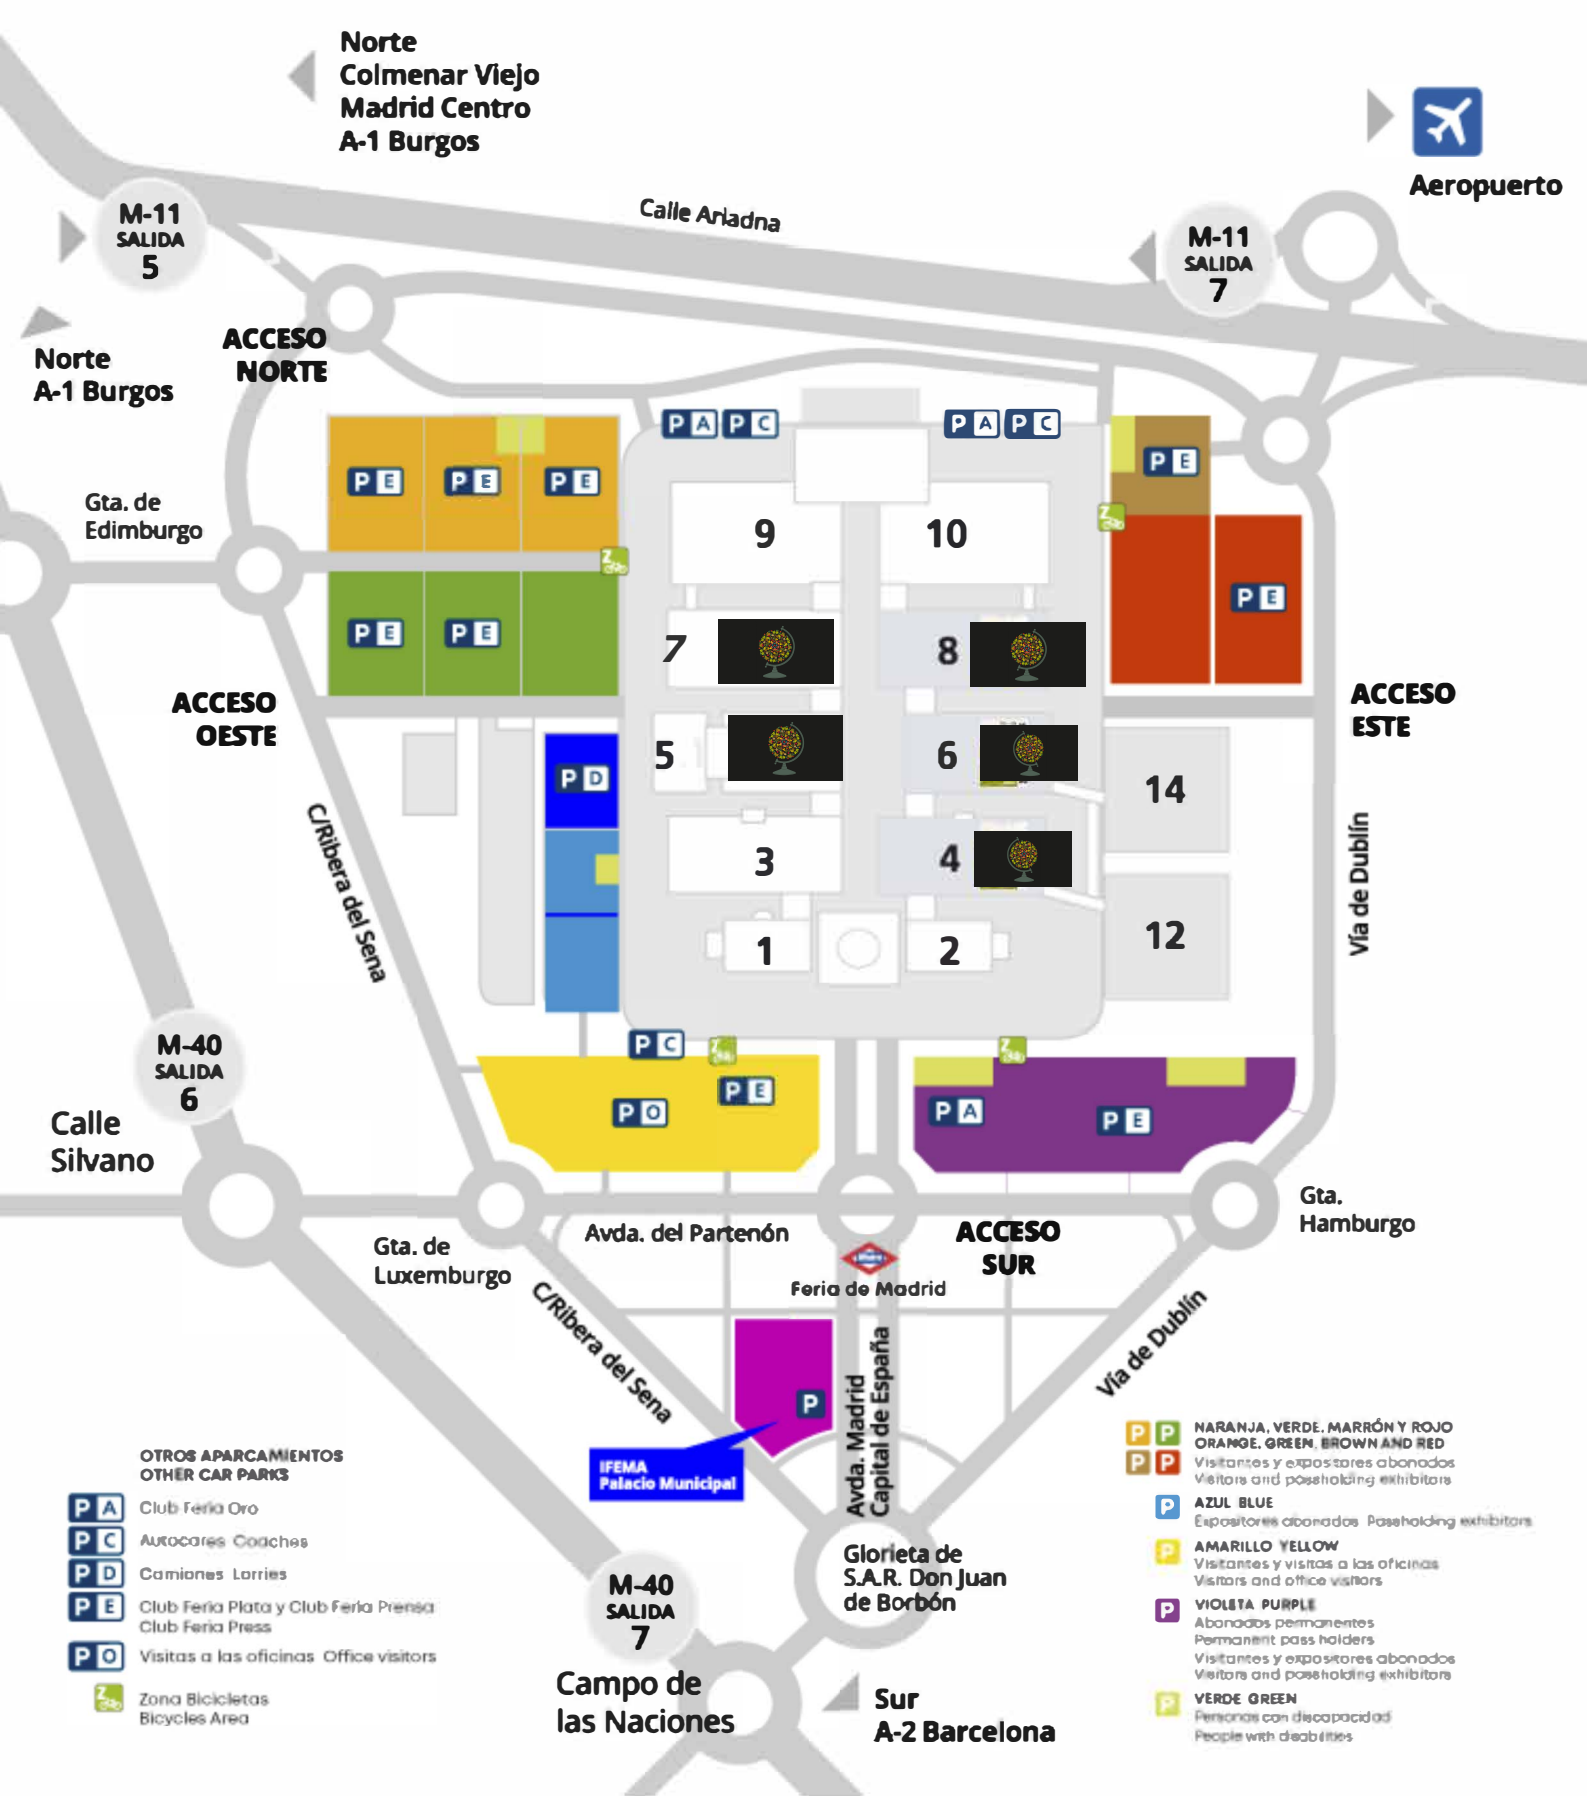 Norte
Colmenar Viejo
Madrid Centro
A-1 Burgos
Aeropuerto
M-11
SALIDA
5
Calle Ariadna
M-11
SALIDA
7
ACCESO
NORTE
Norte
A-1 Burgos
P A P C
P A P C
P E
P E
P E
P E
Gta. de
Edimburgo
9
10
Z
Z
P E
P E
P E
7
8
ACCESO
OESTE
ACCESO
ESTE
P D
5
6
14
C/Ribera del Sena
3
4
Vía de Dublín
12
1
2
M-40
SALIDA
6
P C
Z
Z
P E
P O
P A
P E
Calle
Silvano
Gta.
Hamburgo
Avda. del Partenón
ACCESO
SUR
Gta. de
Luxemburgo
Metro
Feria de Madrid
C/Ribera del Sena
Vía de Dublín
Avda. Madrid
Capital de España
P
IFEMA
Palacio Municipal
OTROS APARCAMIENTOS
OTHER CAR PARKS
P A Club Feria Oro
P C Autocares Coaches
P D Camiones Lorries
P E Club Feria Plata y Club Feria Prensa
Club Feria Press
P O Visitas a las oficinas Office visitors
Z Zona Bicicletas
Bicycles Area
Glorieta de
S.A.R. Don Juan
de Borbón
M-40
SALIDA
7
Campo de
las Naciones
Sur
A-2 Barcelona
P P NARANJA, VERDE, MARRÓN Y ROJO
ORANGE, GREEN, BROWN AND RED
P P Visitantes y expositores abonados
Visitors and passholding exhibitors
P AZUL BLUE
Expositores abonados Passholding exhibitors
P AMARILLO YELLOW
Visitantes y visitas a las oficinas
Visitors and office visitors
P VIOLETA PURPLE
Abonados permanentes
Permanent pass holders
Visitantes y expositores abonados
Visitors and passholding exhibitors
P VERDE GREEN
Personas con discapacidad
People with disabilities